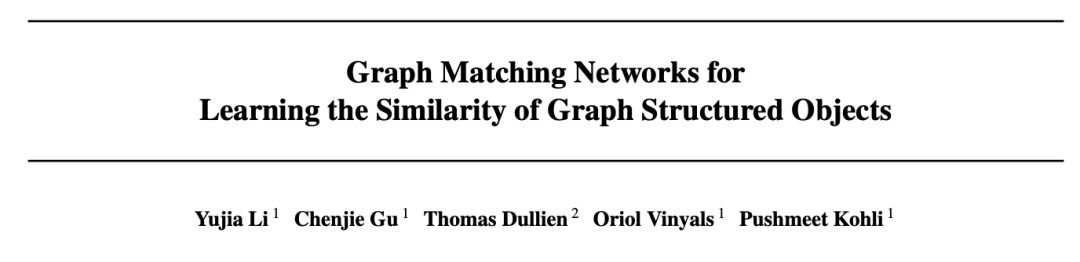 Graph Matching Networks for
Learning the Similarity of Graph Structured Objects
Yujia Li 1 Chenjie Gu 1 Thomas Dullien 2 Oriol Vinyals 1 Pushmeet Kohli 1